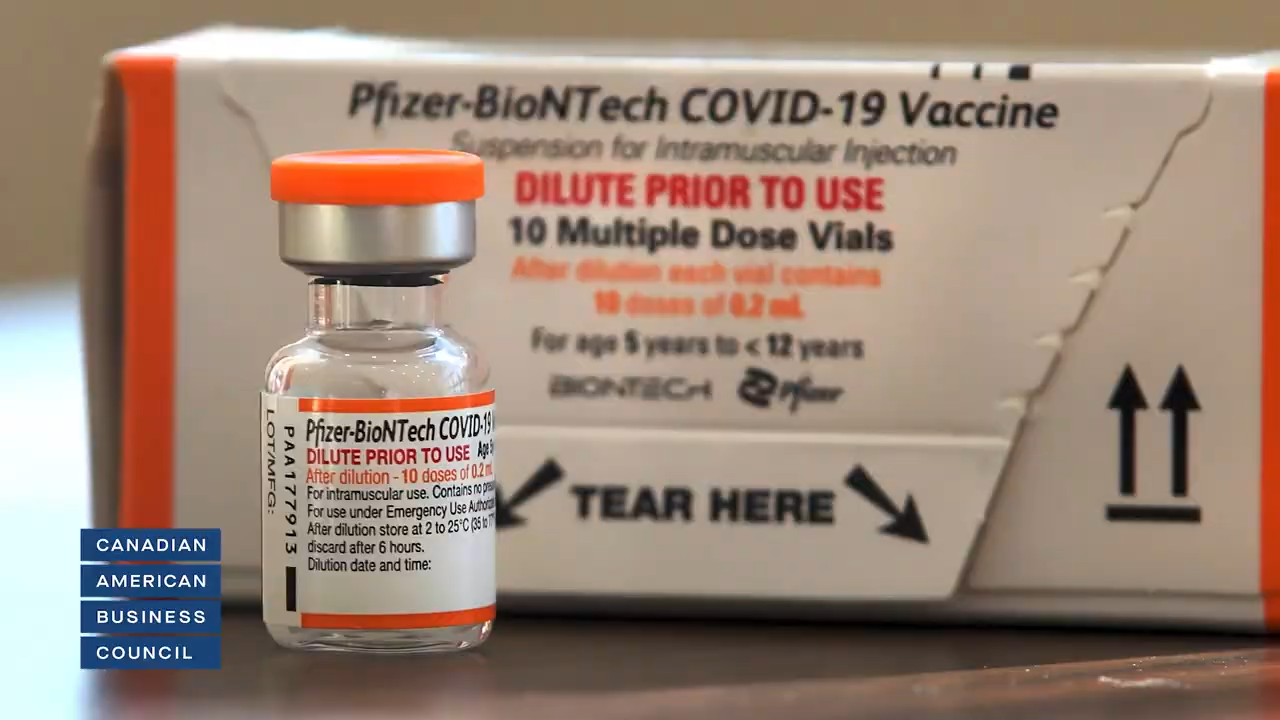 Pfizer-BioNTech COVID-19 Vaccine
Suspension for Intramuscular Injection
DILUTE PRIOR TO USE
10 Multiple Dose Vials
After dilution each vial contains
10 doses of 0.2 mL
For age 5 years to < 12 years
BIONTECH Pfizer
TEAR HERE
Pfizer-BioNTech COVID-19
DILUTE PRIOR TO USE Age
After dilution - 10 doses of 0.2 mL
For intramuscular use. Contains no
For use under Emergency Use
After dilution store at 2 to 25°C (35 to
discard after 6 hours.
Dilution date and time:
PAA177913
LOT/MFG:
CANADIAN
AMERICAN
BUSINESS
COUNCIL